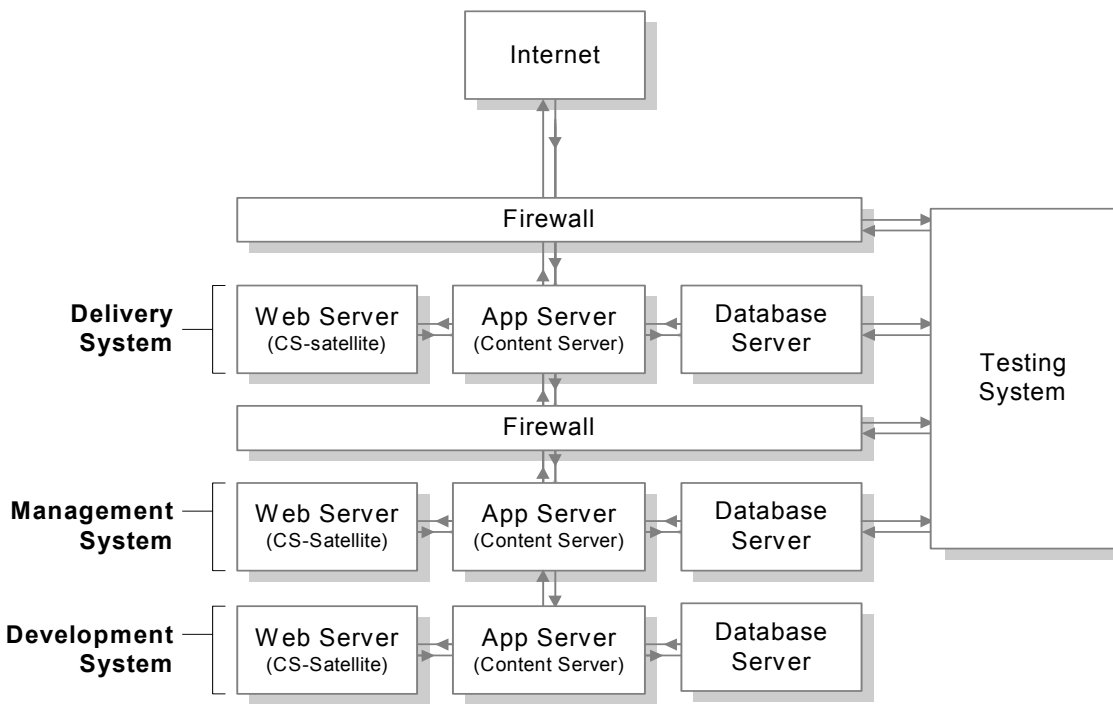 Internet
Firewall
Delivery
System
Web Server
(CS-satellite)
App Server
(Content Server)
Database
Server
Testing
System
Firewall
Management
System
Web Server
(CS-Satellite)
App Server
(Content Server)
Database
Server
Development
System
Web Server
(CS-Satellite)
App Server
(Content Server)
Database
Server